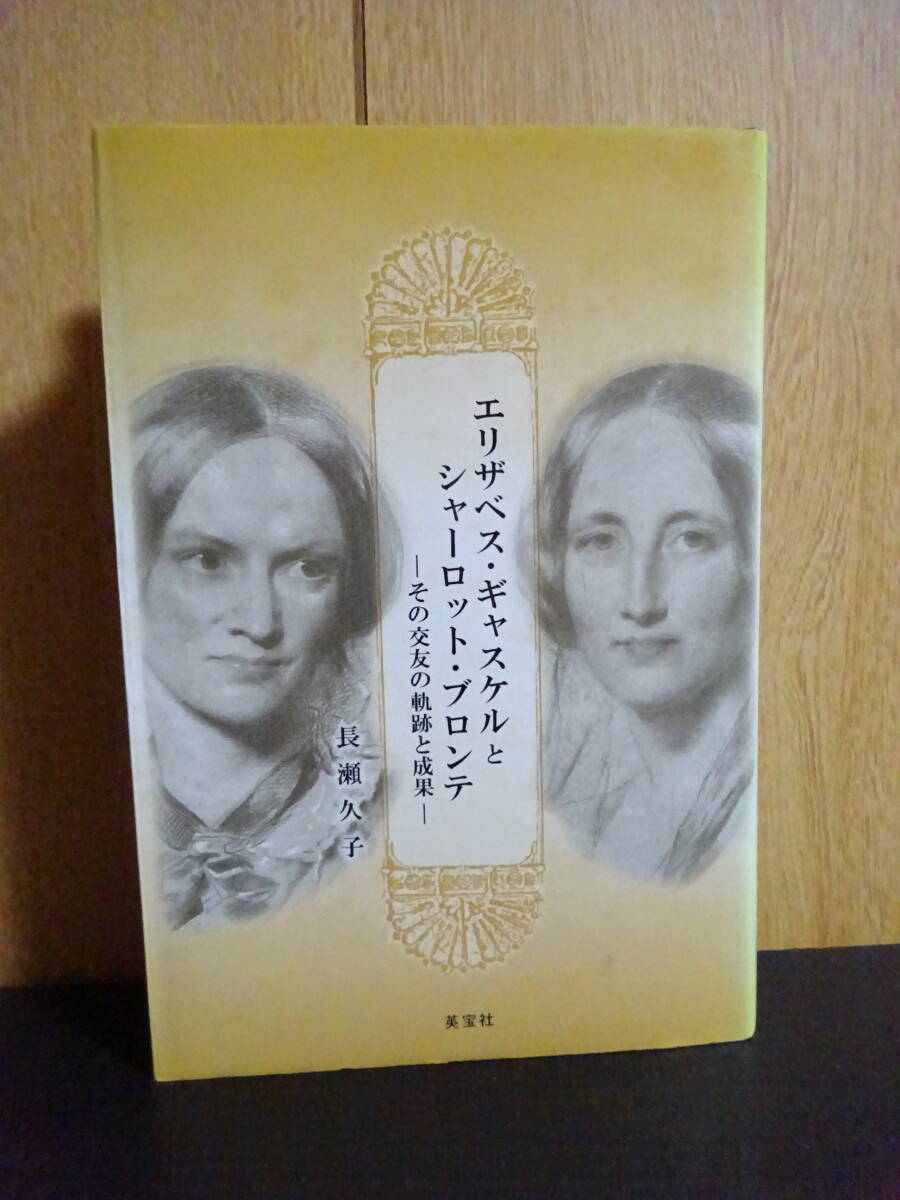 エリザベス・ギャスケルと
シャーロット・ブロンテ
―その交友の軌跡と成果―
長瀬久子
英宝社